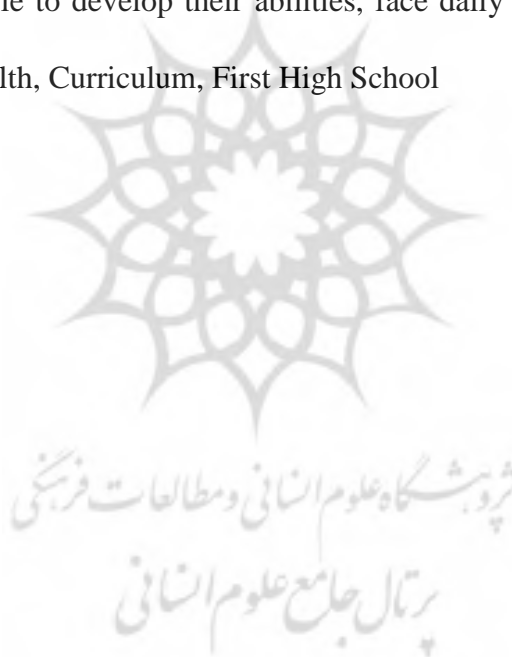 le to develop their abilities, face daily
lth, Curriculum, First High School
پژوهشگاه علوم انسانی و مطالعات فرهنگی
پرتال جامع علوم انسانی